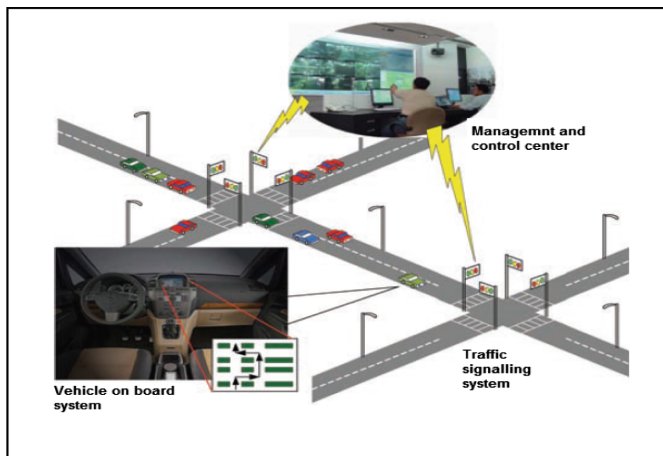 Managemnt and
control center
Traffic
signalling
system
Vehicle on board
system